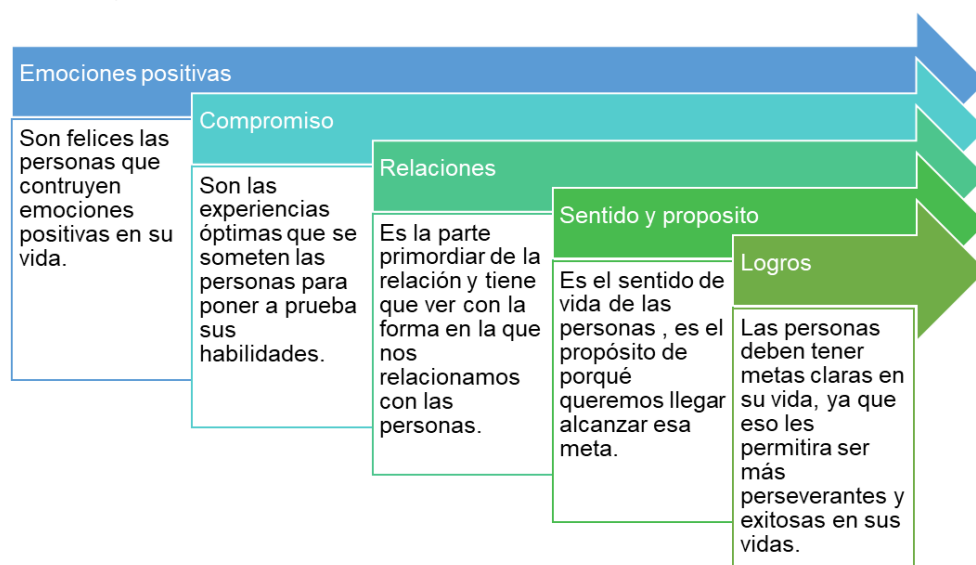 Emociones positivas
Son felices las
personas que
contruyen
emociones
positivas en su
vida.
Compromiso
Son las
experiencias
óptimas que se
someten las
personas para
poner a prueba
sus
habilidades.
Relaciones
Es la parte
primordiar de la
relación y tiene
que ver con la
forma en la que
nos
relacionamos
con las
personas.
Sentido y proposito
Es el sentido de
vida de las
personas , es el
propósito de
porqué
queremos llegar
alcanzar esa
meta.
Logros
Las personas
deben tener
metas claras en
su vida, ya que
eso les
permitira ser
más
perseverantes y
exitosas en sus
vidas.